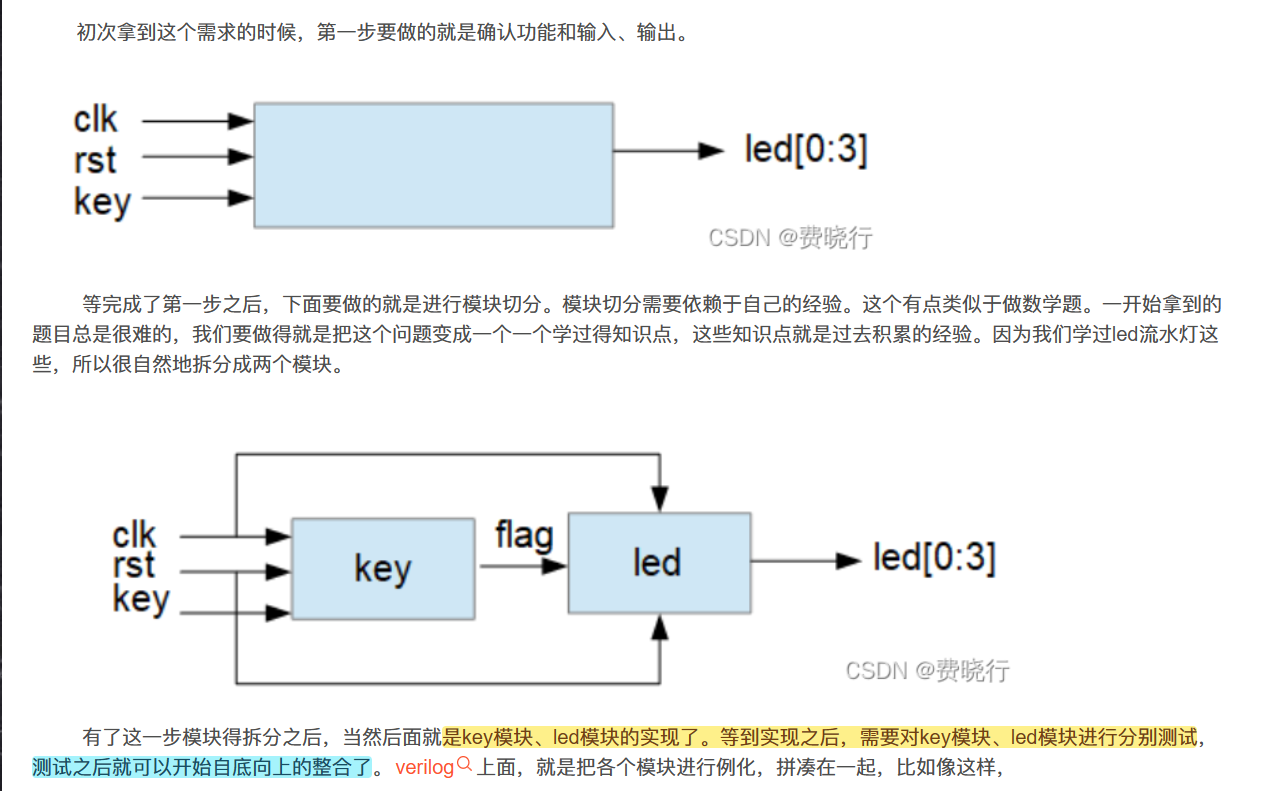 初次拿到这个需求的时候，第一步要做的就是确认功能和输入、输出。
clk
rst
key
led[0:3]
CSDN @费晓行
等完成了第一步之后，下面要做的就是进行模块切分。模块切分需要依赖于自己的经验。这个有点类似于做数学题。一开始拿到的
题目总是很难的，我们要做得就是把这个问题变成一个一个学过得知识点，这些知识点就是过去积累的经验。因为我们学过led流水灯这
些，所以很自然地拆分成两个模块。
clk
rst
key
key
flag
led
led[0:3]
CSDN @费晓行
有了这一步模块得拆分之后，当然后面就是key模块、led模块的实现了。等到实现之后，需要对key模块、led模块进行分别测试，
测试之后就可以开始自底向上的整合了。verilog上面，就是把各个模块进行例化，拼凑在一起，比如像这样，